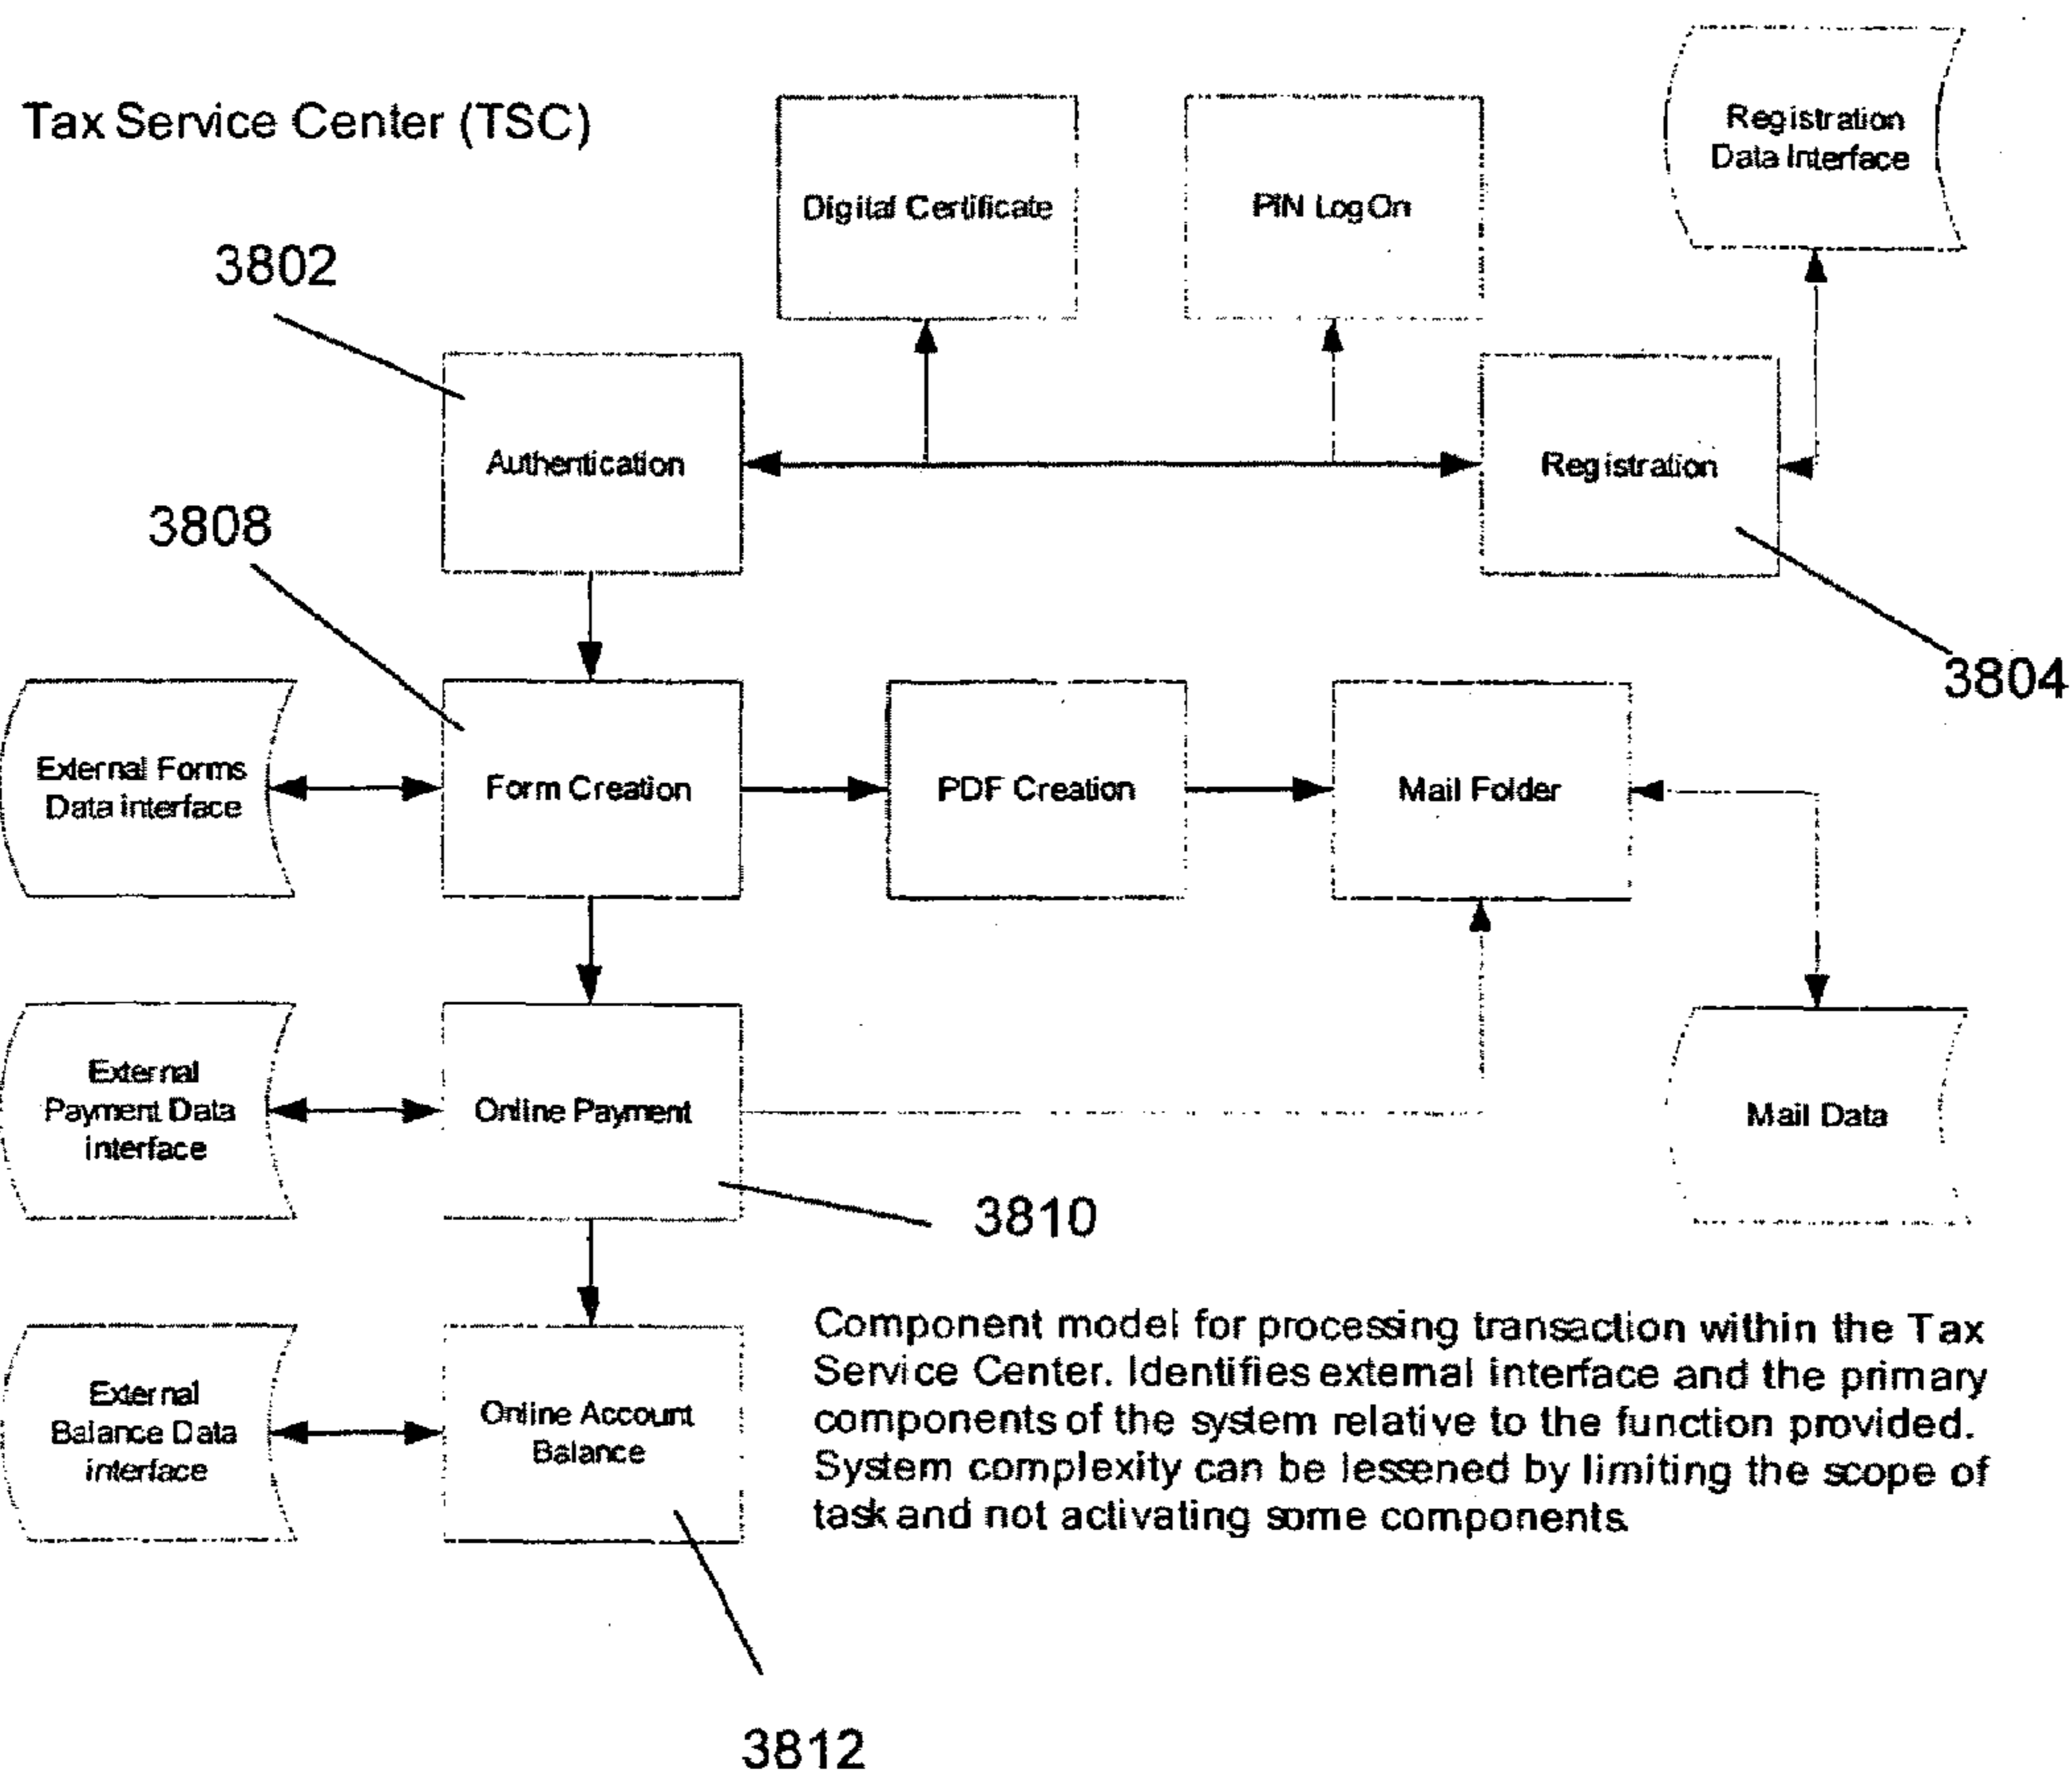 Tax Service Center (TSC)
Digital Certificate
PIN Log On
Registration
Data Interface
3802
Authentication
Registration
3808
3804
External Forms
Data interface
Form Creation
PDF Creation
Mail Folder
External
Payment Data
interface
Online Payment
Mail Data
3810
External
Balance Data
interface
Online Account
Balance
Component model for processing transaction within the Tax
Service Center. Identifies external interface and the primary
components of the system relative to the function provided.
System complexity can be lessened by limiting the scope of
task and not activating some components.
3812